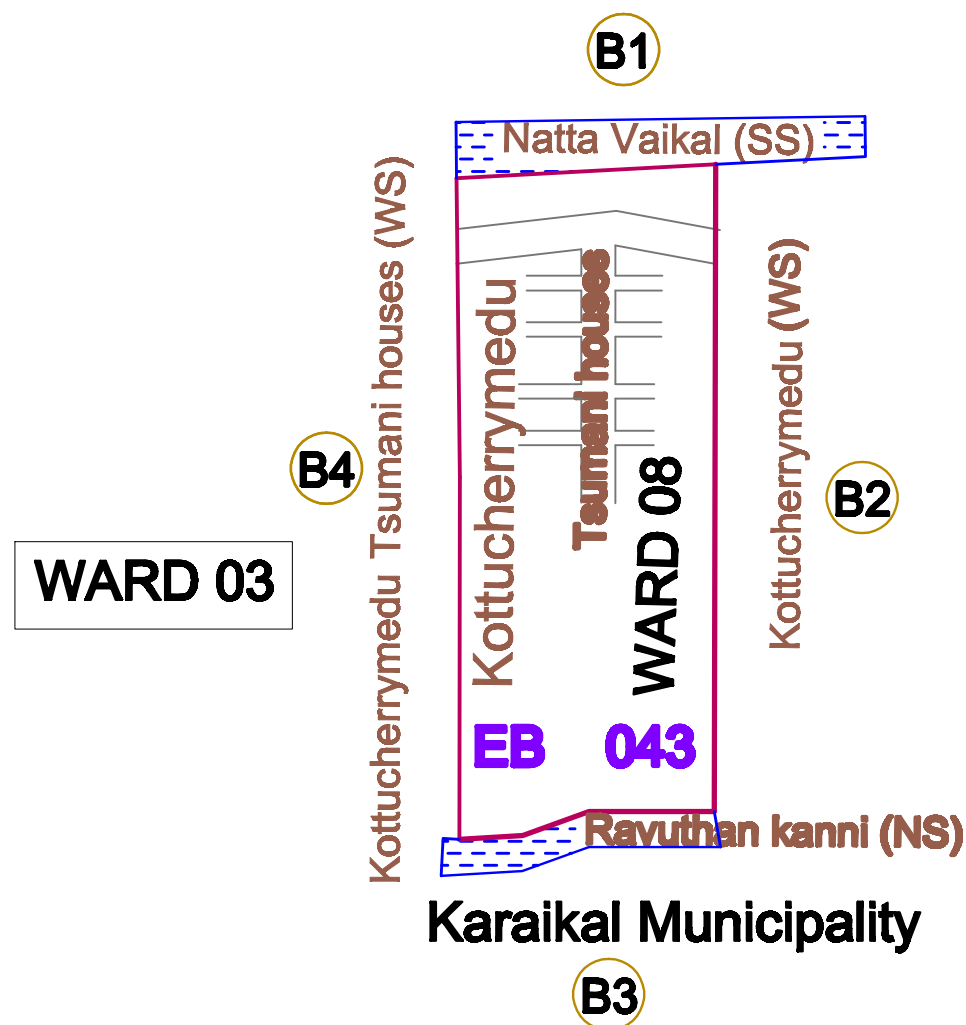 B1
Natta Vaikal (SS)
Kottucherrymedu Tsumani houses (WS)
Kottucherrymedu
Tsumani houses
Kottucherrymedu (WS)
B4
B2
WARD 03
WARD 08
EB 043
Ravuthan kanni (NS)
Karaikal Municipality
B3